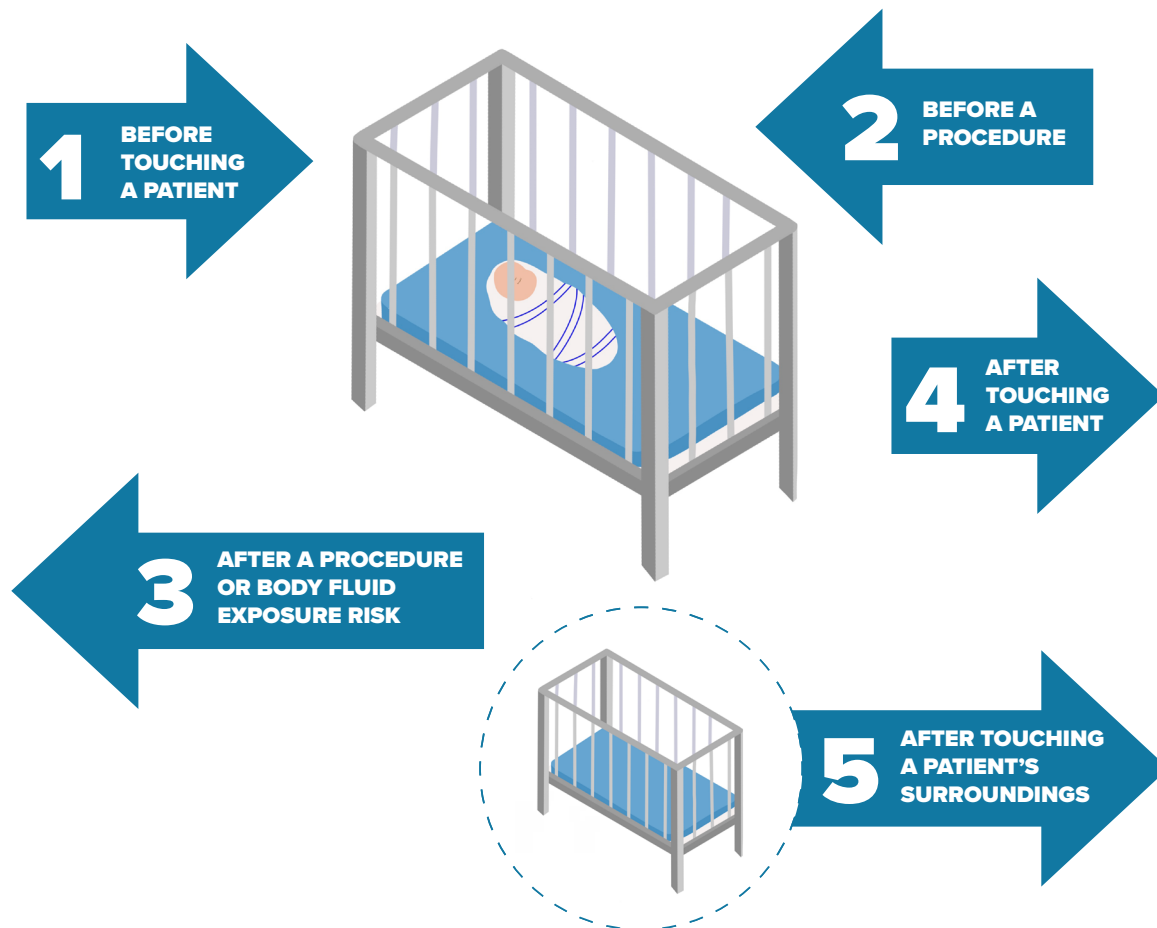 1
BEFORE
TOUCHING
A PATIENT
2
BEFORE A
PROCEDURE
3
AFTER A PROCEDURE
OR BODY FLUID
EXPOSURE RISK
4
AFTER
TOUCHING
A PATIENT
5
AFTER TOUCHING
A PATIENT’S
SURROUNDINGS